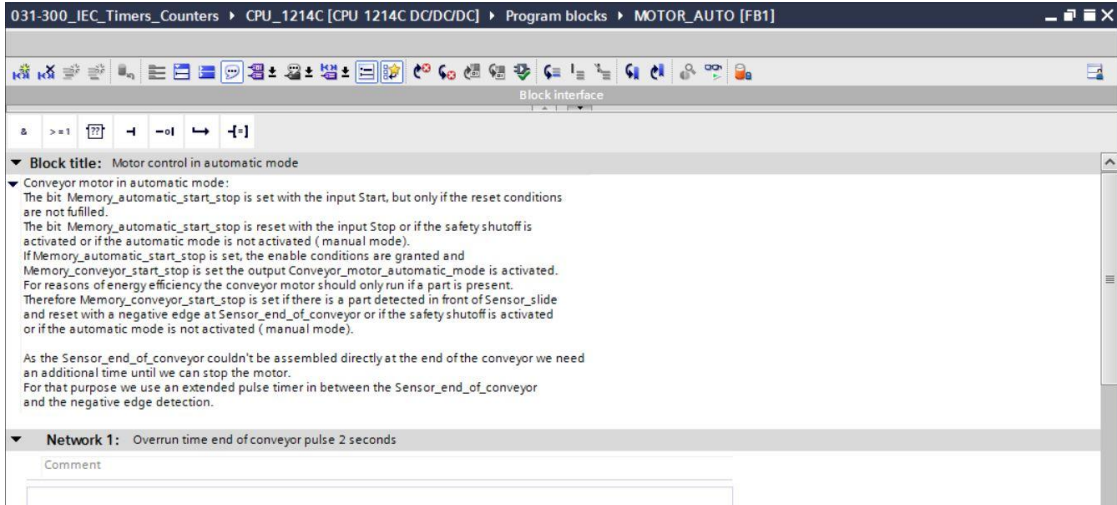 031-300_IEC_Timers_Counters ▸ CPU_1214C [CPU 1214C DC/DC/DC] ▸ Program blocks ▸ MOTOR_AUTO [FB1]
Block interface
& >=1 ??
Block title: Motor control in automatic mode
Conveyor motor in automatic mode:
The bit Memory_automatic_start_stop is set with the input Start, but only if the reset conditions
are not fufilled.
The bit Memory_automatic_start_stop is reset with the input Stop or if the safety shutoff is
activated or if the automatic mode is not activated ( manual mode).
If Memory_automatic_start_stop is set, the enable conditions are granted and
Memory_conveyor_start_stop is set the output Conveyor_motor_automatic_mode is activated.
For reasons of energy efficiency the conveyor motor should only run if a part is present.
Therefore Memory_conveyor_start_stop is set if there is a part detected in front of Sensor_slide
and reset with a negative edge at Sensor_end_of_conveyor or if the safety shutoff is activated
or if the automatic mode is not activated ( manual mode).
As the Sensor_end_of_conveyor couldn't be assembled directly at the end of the conveyor we need
an additional time until we can stop the motor.
For that purpose we use an extended pulse timer in between the Sensor_end_of_conveyor
and the negative edge detection.
Network 1: Overrun time end of conveyor pulse 2 seconds
Comment